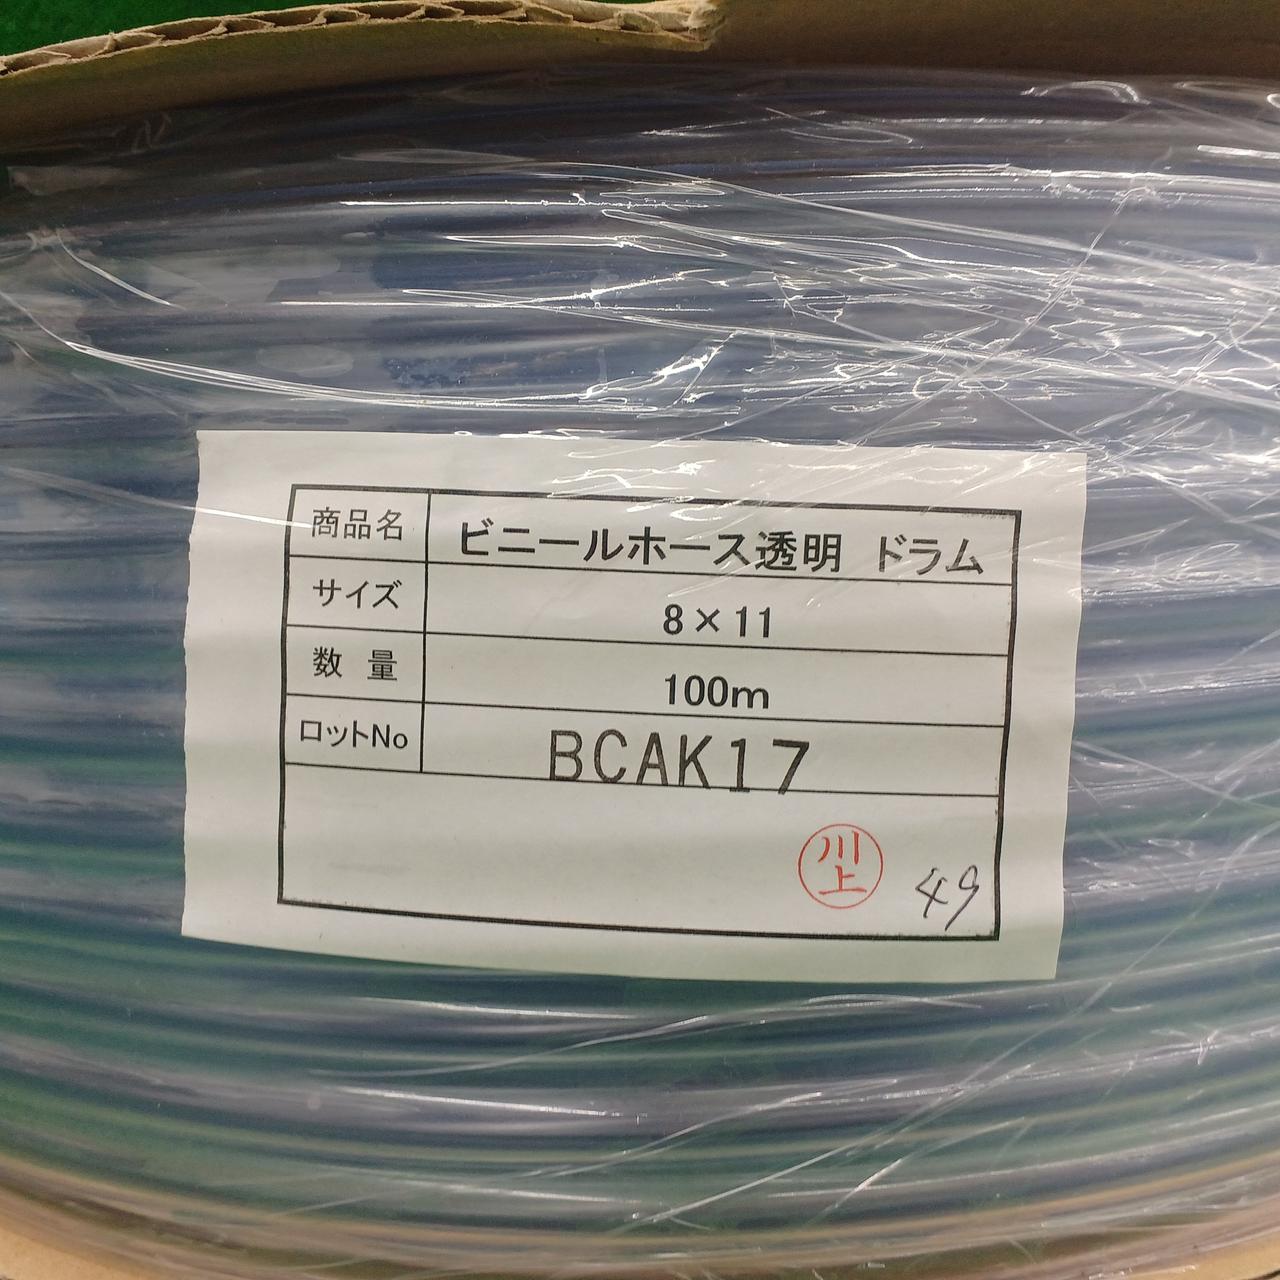 商品名 ビニールホース透明 ドラム
サイズ 8×11
数量 100m
ロットNo BCAK17
川上
49